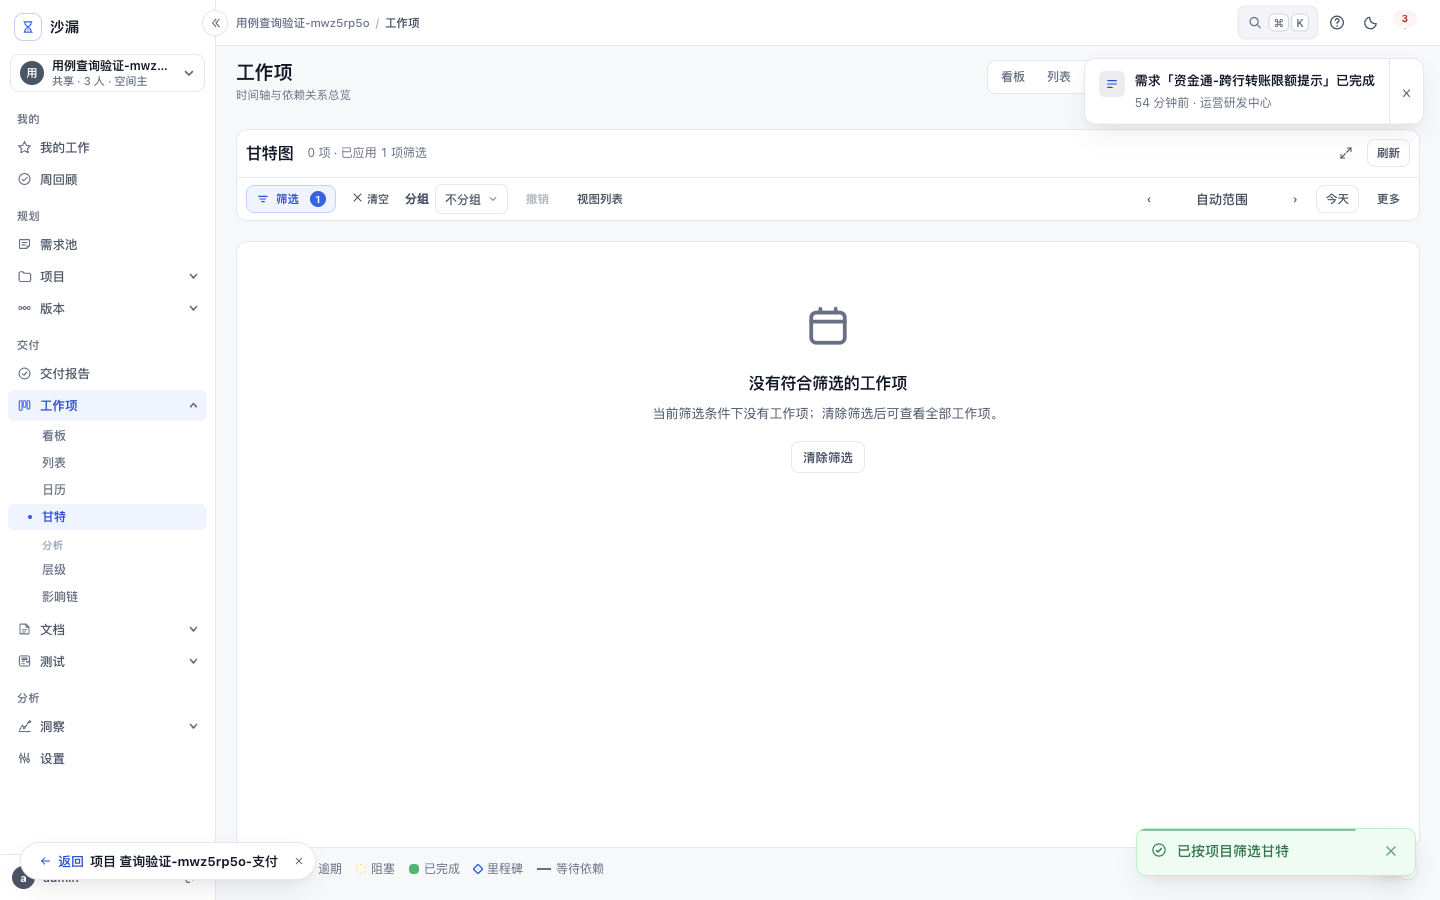 沙漏
用例查询验证-mwz5rp5o / 工作项
⌘ K
3
用
用例查询验证-mwz...
共享 · 3 人 · 空间主
我的
我的工作
周回顾
规划
需求池
项目
版本
交付
交付报告
工作项
看板
列表
日历
甘特
分析
层级
影响链
文档
测试
分析
洞察
设置
a
admin
← 返回 项目 查询验证-mwz5rp5o-支付 ×
工作项
时间轴与依赖关系总览
看板 列表
需求「资金通-跨行转账限额提示」已完成
54 分钟前 · 运营研发中心
甘特图 0 项 · 已应用 1 项筛选
刷新
筛选 1 清空 分组 不分组 撤销 视图列表
‹ 自动范围 › 今天 更多
没有符合筛选的工作项
当前筛选条件下没有工作项；清除筛选后可查看全部工作项。
清除筛选
逾期 阻塞 已完成 里程碑 等待依赖
已按项目筛选甘特